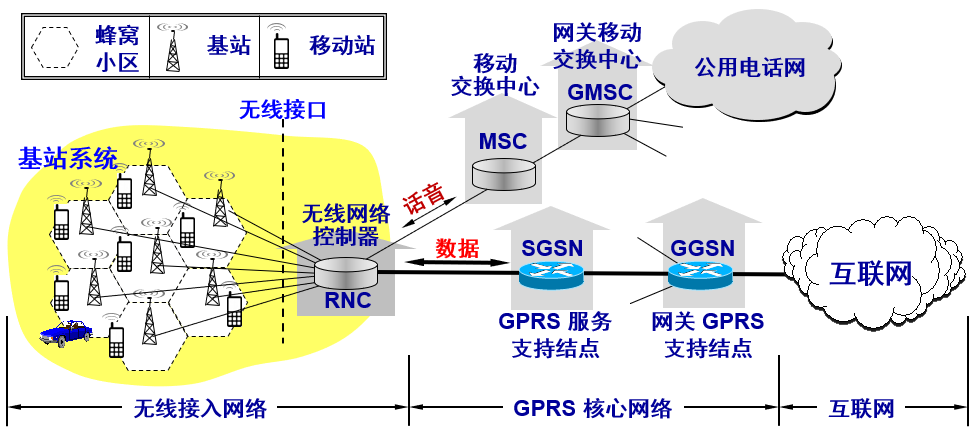 蜂窝
小区
基站
移动站
移动
交换中心
网关移动
交换中心
GMSC
公用电话网
无线接口
MSC
基站系统
话音
无线网络
控制器
数据
SGSN
GGSN
互联网
RNC
GPRS 服务
支持结点
网关 GPRS
支持结点
无线接入网络
GPRS 核心网络
互联网